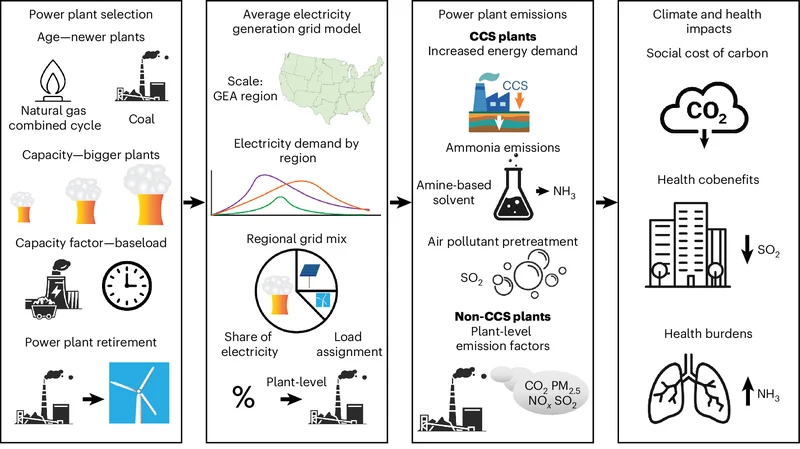 Power plant selection
Age—newer plants
Natural gas
combined cycle
Coal
Capacity—bigger plants
Capacity factor—baseload
Power plant retirement
Average electricity
generation grid model
Scale:
GEA region
Electricity demand by
region
Regional grid mix
Share of
electricity
Load
assignment
%
Plant-level
Power plant emissions
CCS plants
Increased energy demand
CCS
Ammonia emissions
Amine-based
solvent
NH3
Air pollutant pretreatment
SO2
Non-CCS plants
Plant-level
emission factors
CO2 PM2.5
NOx SO2
Climate and health
impacts
Social cost of carbon
CO2
Health cobenefits
SO2
Health burdens
NH3